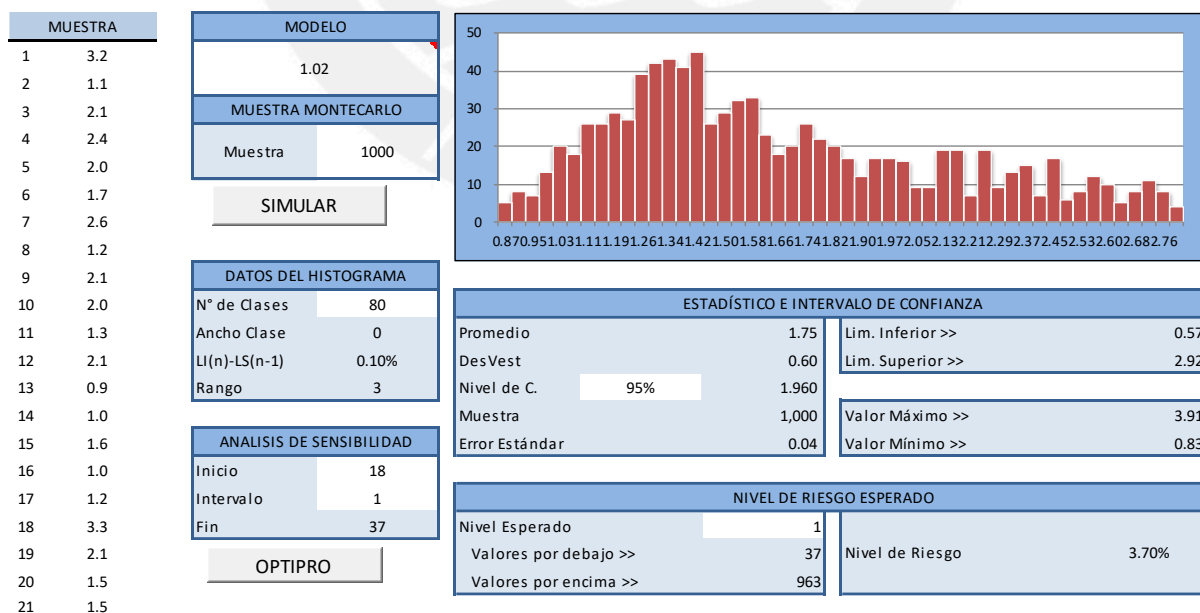 MUESTRA
1 3.2
2 1.1
3 2.1
4 2.4
5 2.0
6 1.7
7 2.6
8 1.2
9 2.1
10 2.0
11 1.3
12 2.1
13 0.9
14 1.0
15 1.6
16 1.0
17 1.2
18 3.3
19 2.1
20 1.5
21 1.5
MODELO
1.02
MUESTRA MONTECARLO
Muestra 1000
SIMULAR
DATOS DEL HISTOGRAMA
N° de Clases 80
Ancho Clase 0
LI(n)-LS(n-1) 0.10%
Rango 3
ANALISIS DE SENSIBILIDAD
Inicio 18
Intervalo 1
Fin 37
OPTIPRO
50
40
30
20
10
0
0.870.951.031.111.191.261.341.421.501.581.661.741.821.901.972.052.132.212.292.372.452.532.602.682.76
ESTADÍSTICO E INTERVALO DE CONFIANZA
Promedio 1.75
DesVest 0.60
Nivel de C. 95% 1.960
Muestra 1,000
Error Estándar 0.04
Lim. Inferior >> 0.57
Lim. Superior >> 2.92
Valor Máximo >> 3.91
Valor Mínimo >> 0.83
NIVEL DE RIESGO ESPERADO
Nivel Esperado 1
Valores por debajo >> 37
Valores por encima >> 963
Nivel de Riesgo 3.70%